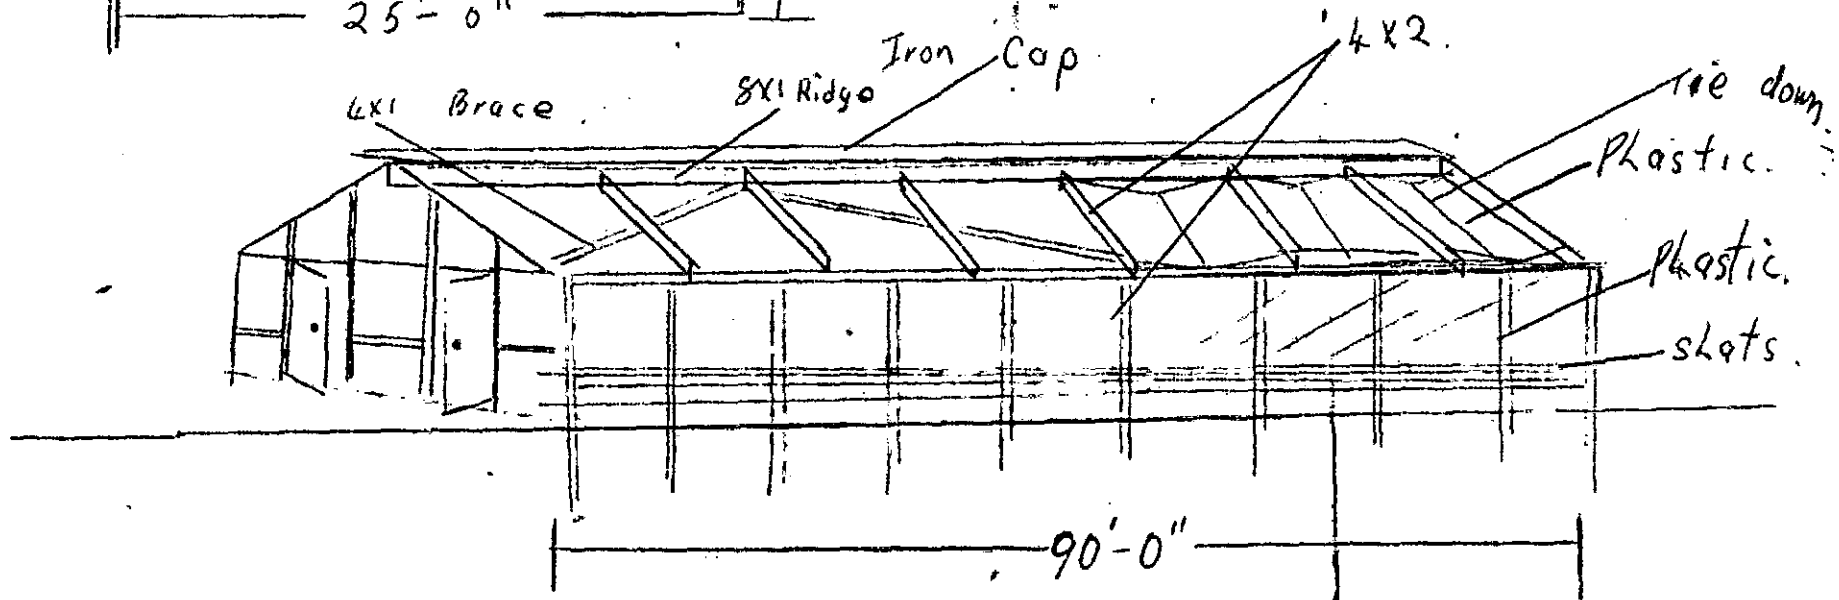 25'-0"
Iron Cap
4x2.
4x1 Brace
8x1 Ridge
Tie down.
Plastic.
Plastic.
slats.
90'-0"